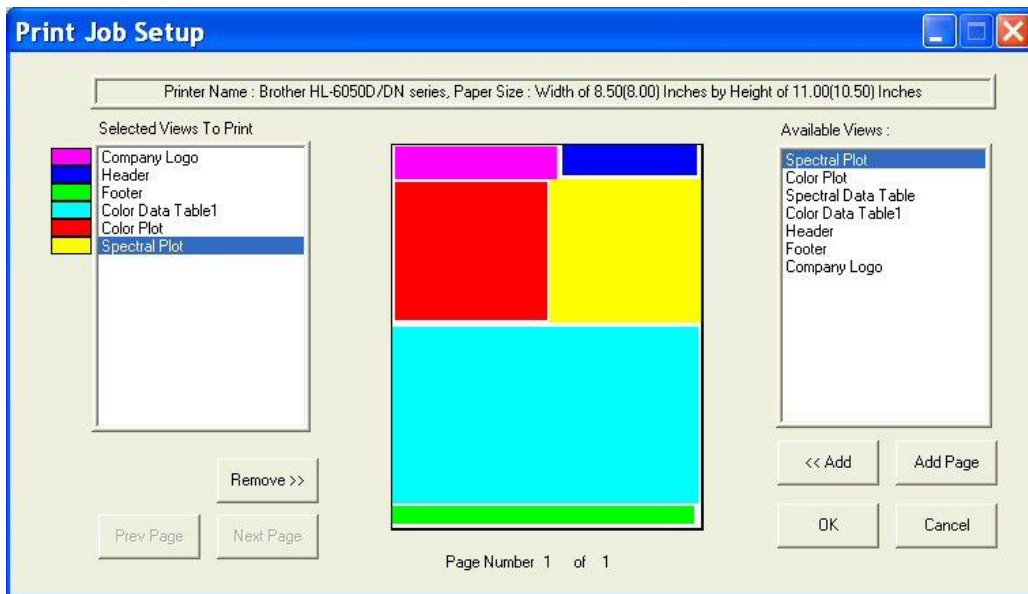 Print Job Setup
Printer Name : Brother HL-6050D/DN series, Paper Size : Width of 8.50(8.00) Inches by Height of 11.00(10.50) Inches
Selected Views To Print
Company Logo
Header
Footer
Color Data Table1
Color Plot
Spectral Plot
Remove >>
Prev Page
Next Page
Page Number 1 of 1
Available Views :
Spectral Plot
Color Plot
Spectral Data Table
Color Data Table1
Header
Footer
Company Logo
<< Add
Add Page
OK
Cancel